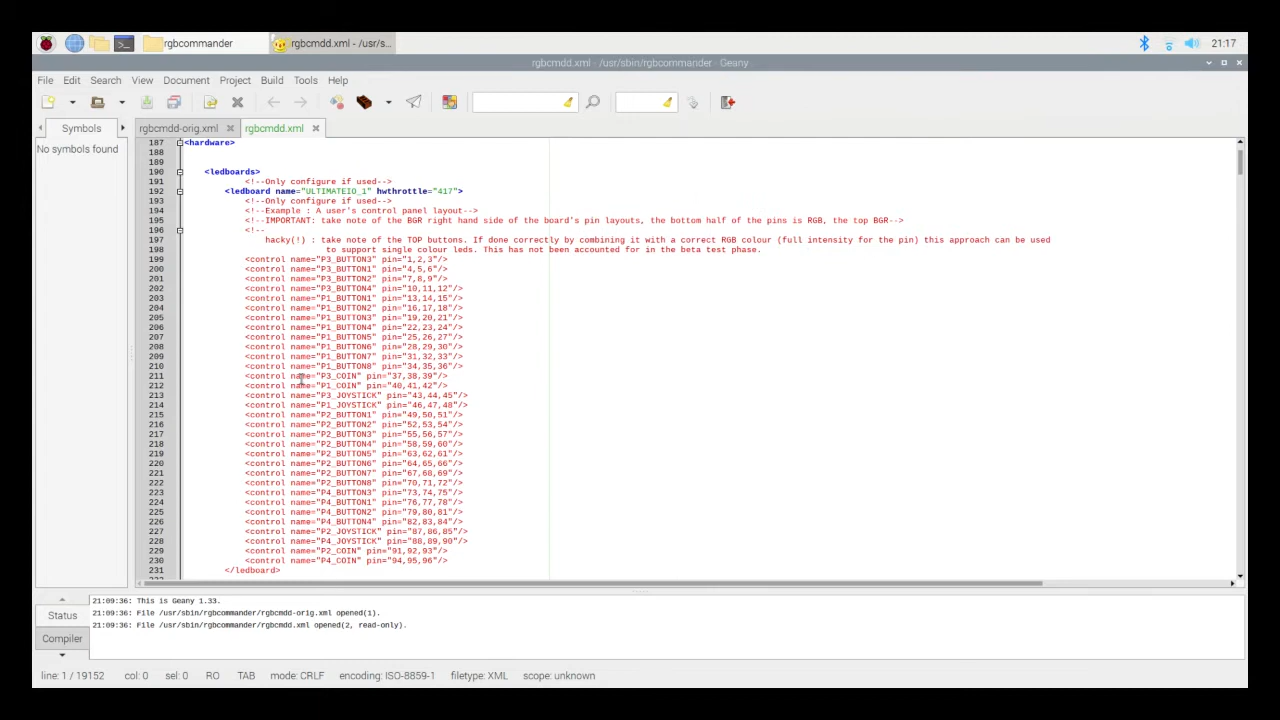 rgbcommander
rgbcmdd.xml - /usr/s...
21:17
rgbcmdd.xml - /usr/sbin/rgbcommander - Geany
File Edit Search View Document Project Build Tools Help
Symbols
rgbcmdd-orig.xml
rgbcmdd.xml
No symbols found
187 <hardware>
188
189
190 <ledboards>
191 <!--Only configure if used-->
192 <ledboard name="ULTIMATEIO_1" hwthrottle="417">
193 <!--Only configure if used-->
194 <!--Example : A user's control panel layout-->
195 <!--IMPORTANT: take note of the BGR right hand side of the board's pin layouts, the bottom half of the pins is RGB, the top BGR-->
196 <!--
197 hacky(!) : take note of the TOP buttons. If done correctly by combining it with a correct RGB colour (full intensity for the pin) this approach can be used
198 to support single colour leds. This has not been accounted for in the beta test phase.
199 <control name="P3_BUTTON3" pin="1,2,3"/>
200 <control name="P3_BUTTON1" pin="4,5,6"/>
201 <control name="P3_BUTTON2" pin="7,8,9"/>
202 <control name="P3_BUTTON4" pin="10,11,12"/>
203 <control name="P1_BUTTON1" pin="13,14,15"/>
204 <control name="P1_BUTTON2" pin="16,17,18"/>
205 <control name="P1_BUTTON3" pin="19,20,21"/>
206 <control name="P1_BUTTON4" pin="22,23,24"/>
207 <control name="P1_BUTTON5" pin="25,26,27"/>
208 <control name="P1_BUTTON6" pin="28,29,30"/>
209 <control name="P1_BUTTON7" pin="31,32,33"/>
210 <control name="P1_BUTTON8" pin="34,35,36"/>
211 <control name="P3_COIN" pin="37,38,39"/>
212 <control name="P1_COIN" pin="40,41,42"/>
213 <control name="P3_JOYSTICK" pin="43,44,45"/>
214 <control name="P1_JOYSTICK" pin="46,47,48"/>
215 <control name="P2_BUTTON1" pin="49,50,51"/>
216 <control name="P2_BUTTON2" pin="52,53,54"/>
217 <control name="P2_BUTTON3" pin="55,56,57"/>
218 <control name="P2_BUTTON4" pin="58,59,60"/>
219 <control name="P2_BUTTON5" pin="63,62,61"/>
220 <control name="P2_BUTTON6" pin="64,65,66"/>
221 <control name="P2_BUTTON7" pin="67,68,69"/>
222 <control name="P2_BUTTON8" pin="70,71,72"/>
223 <control name="P4_BUTTON3" pin="73,74,75"/>
224 <control name="P4_BUTTON1" pin="76,77,78"/>
225 <control name="P4_BUTTON2" pin="79,80,81"/>
226 <control name="P4_BUTTON4" pin="82,83,84"/>
227 <control name="P2_JOYSTICK" pin="87,86,85"/>
228 <control name="P4_JOYSTICK" pin="88,89,90"/>
229 <control name="P2_COIN" pin="91,92,93"/>
230 <control name="P4_COIN" pin="94,95,96"/>
231 </ledboard>
Status
Compiler
21:09:36: This is Geany 1.33.
21:09:36: File /usr/sbin/rgbcommander/rgbcmdd-orig.xml opened(1).
21:09:36: File /usr/sbin/rgbcommander/rgbcmdd.xml opened(2, read-only).
line: 1 / 19152 col: 0 sel: 0 RO TAB mode: CRLF encoding: ISO-8859-1 filetype: XML scope: unknown